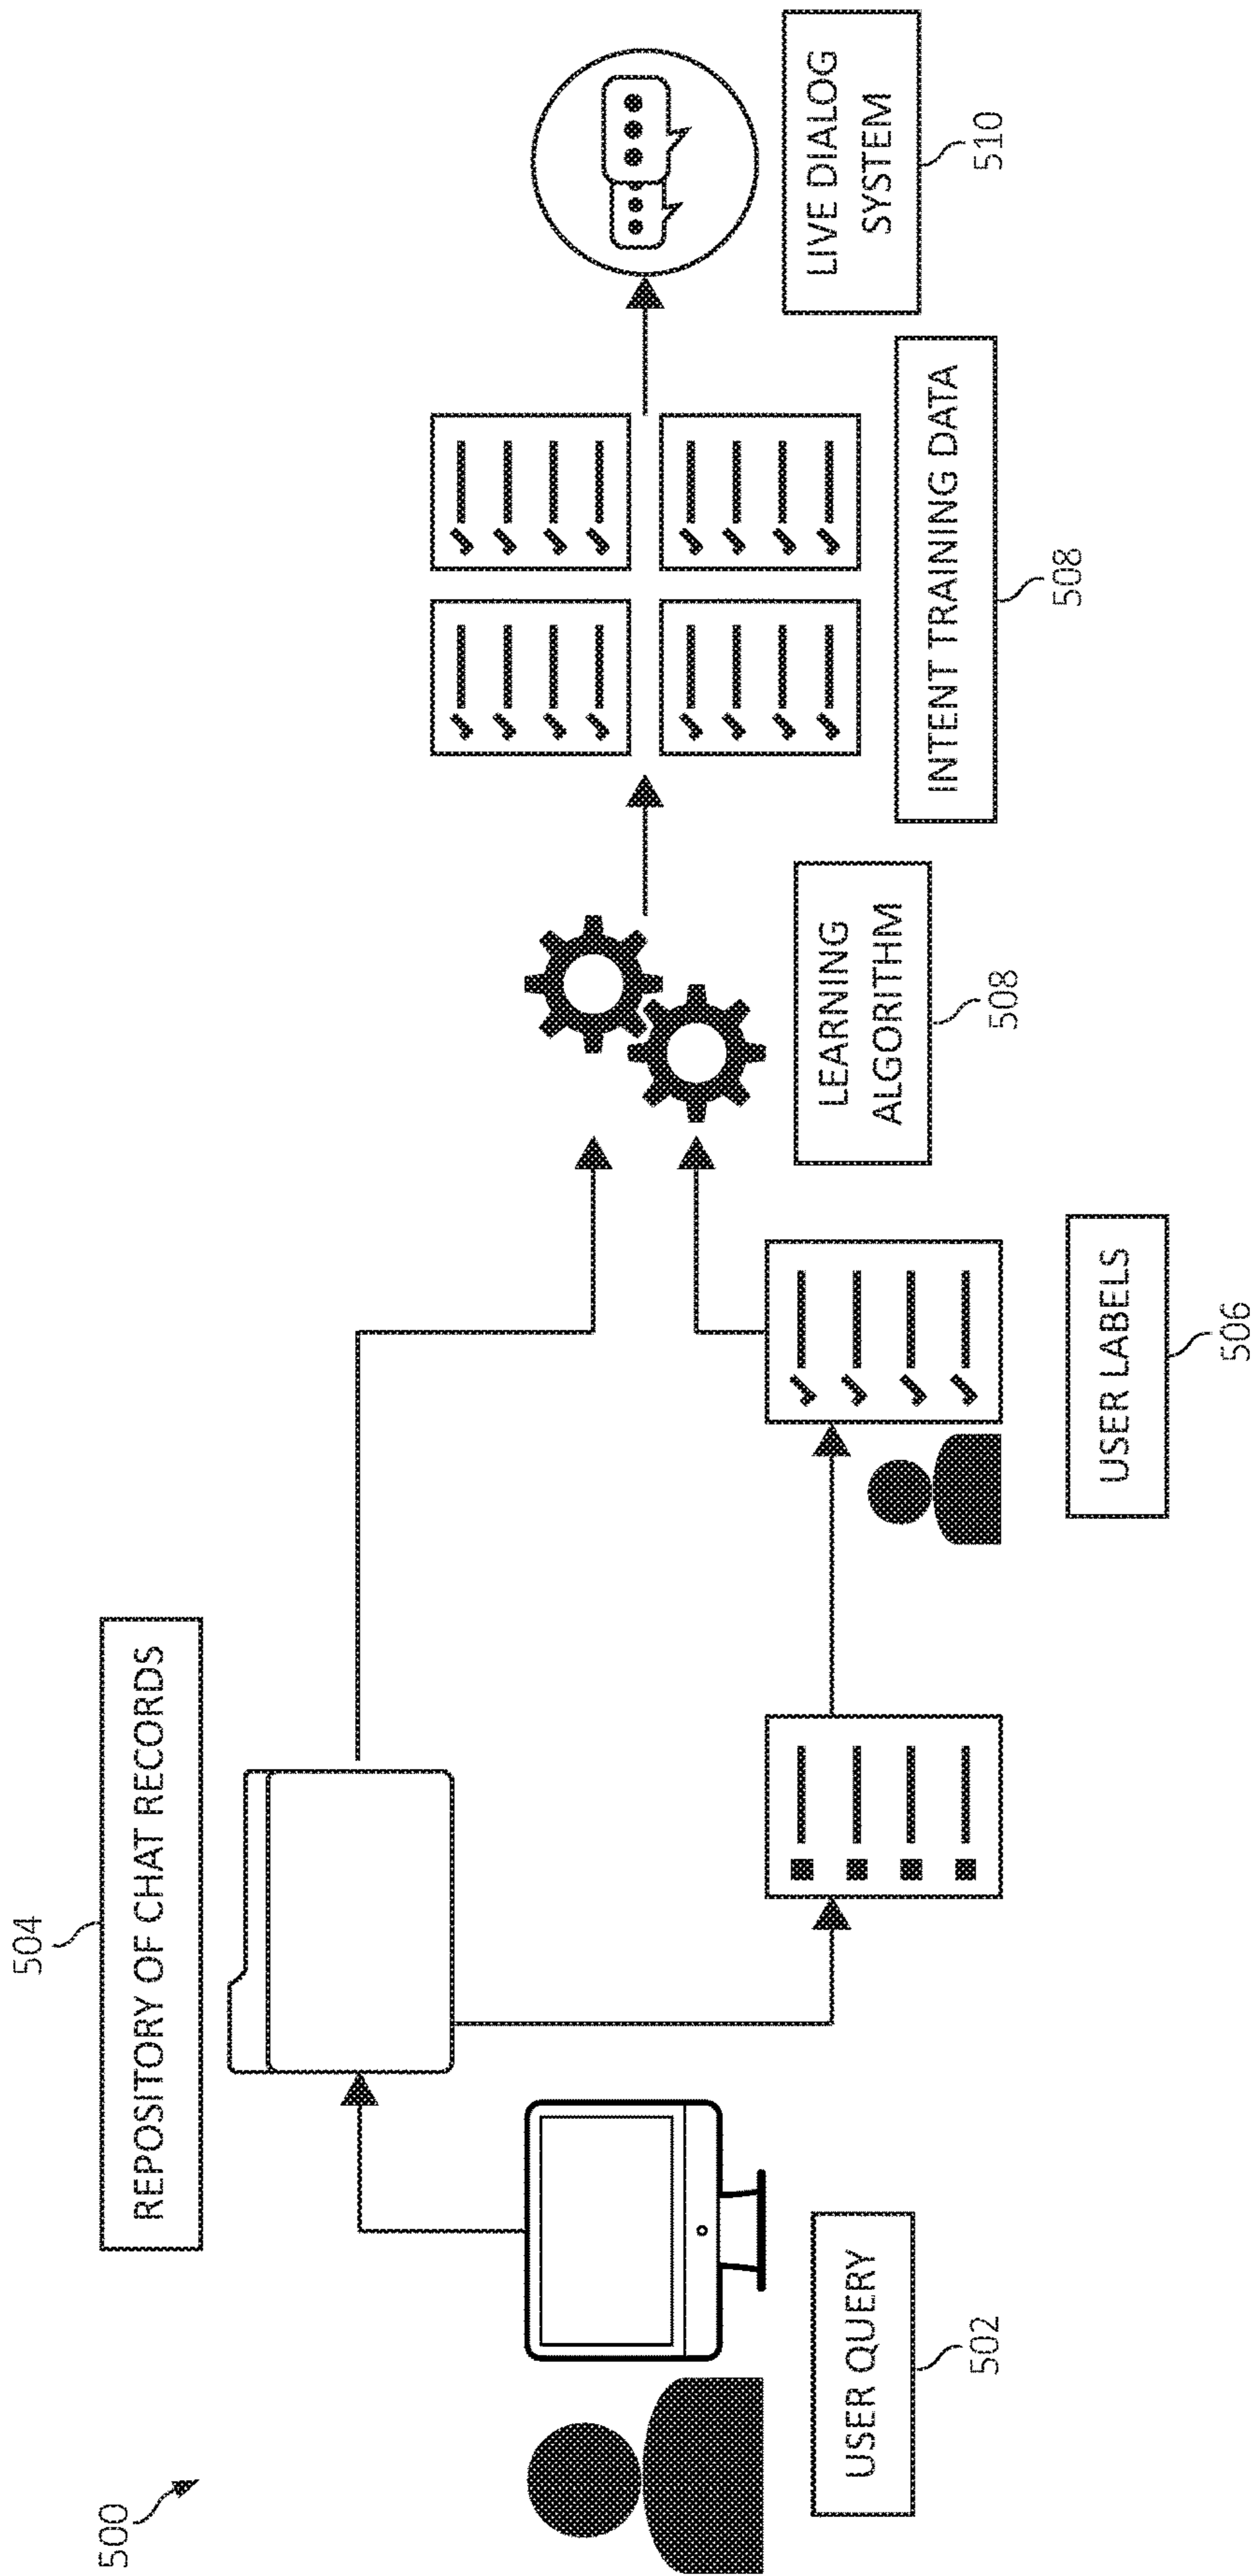 500
504
REPOSITORY OF CHAT RECORDS
USER QUERY
502
USER LABELS
506
LEARNING
ALGORITHM
508
INTENT TRAINING DATA
508
LIVE DIALOG
SYSTEM
510